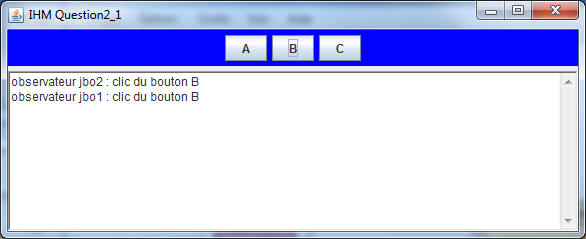 IHM Question2_1
A B C
observateur jbo2 : clic du bouton B
observateur jbo1 : clic du bouton B